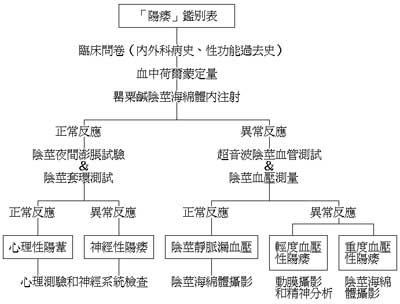 「陽痿」鑑別表
臨床問卷（內外科病史、性功能過去史）
血中荷爾蒙定量
罌粟鹹陰莖海綿體內注射
正常反應 異常反應
陰莖夜間澎脹試驗 超音波陰莖血管測試
& &
陰莖套環測試 陰莖血壓測量
正常反應 異常反應 正常反應 異常反應
心理性陽萎 神經性陽痿 陰莖靜脈漏血壓 輕度血壓性陽痿 重度血壓性陽痿
心理測驗和神經系統檢查 陰莖海綿體攝影 動膜攝影和精神分析 陰莖海綿體攝影